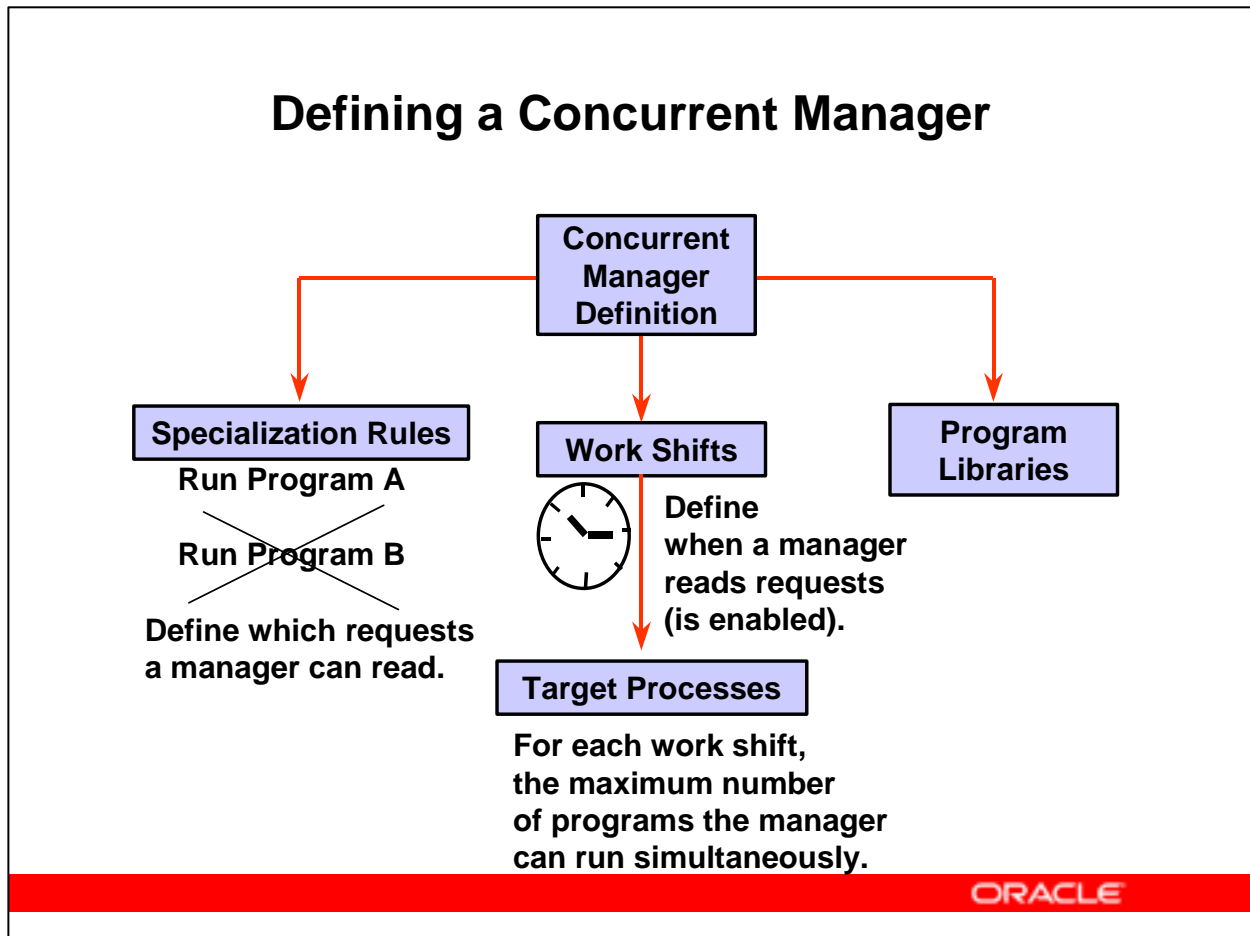 Defining a Concurrent Manager
Concurrent
Manager
Definition
Specialization Rules
Run Program A
Run Program B
Define which requests
a manager can read.
Work Shifts
Define
when a manager
reads requests
(is enabled).
Target Processes
For each work shift,
the maximum number
of programs the manager
can run simultaneously.
Program
Libraries
ORACLE